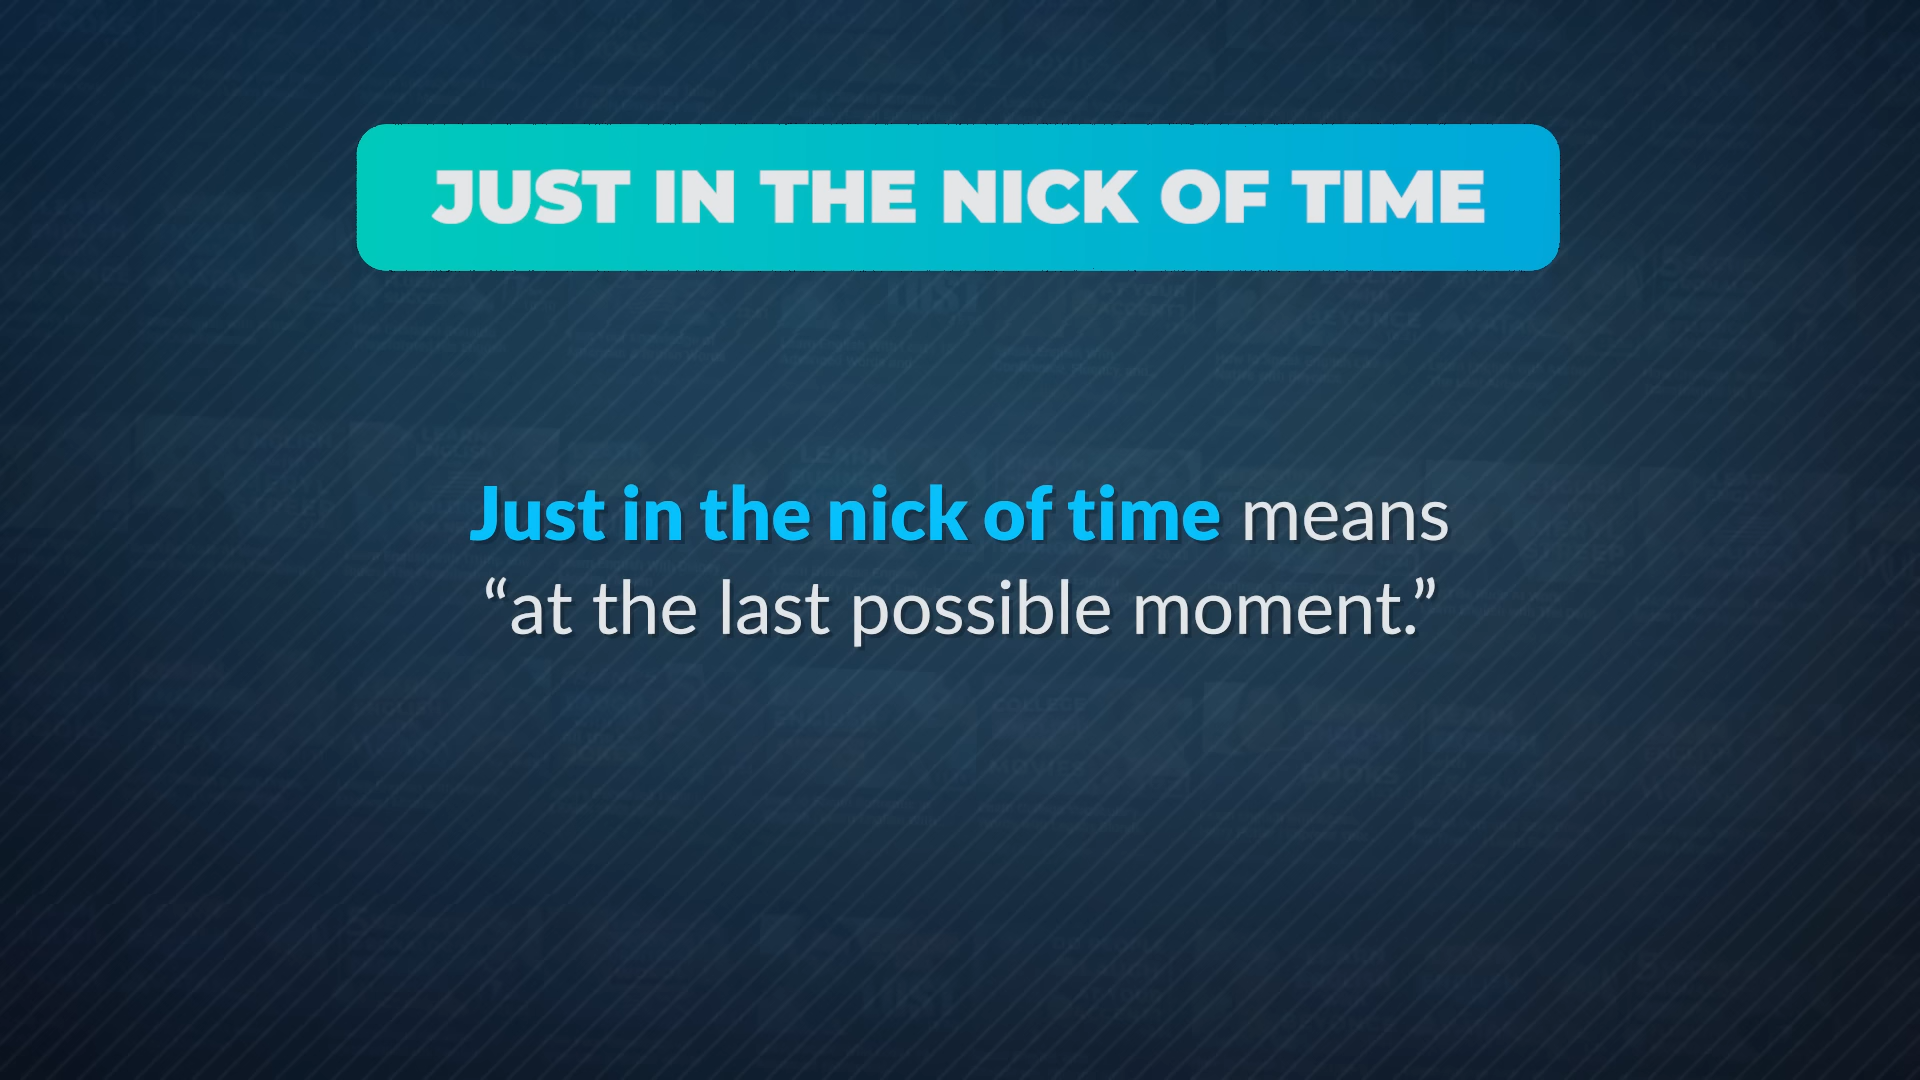 JUST IN THE NICK OF TIME
Just in the nick of time means
“at the last possible moment.”